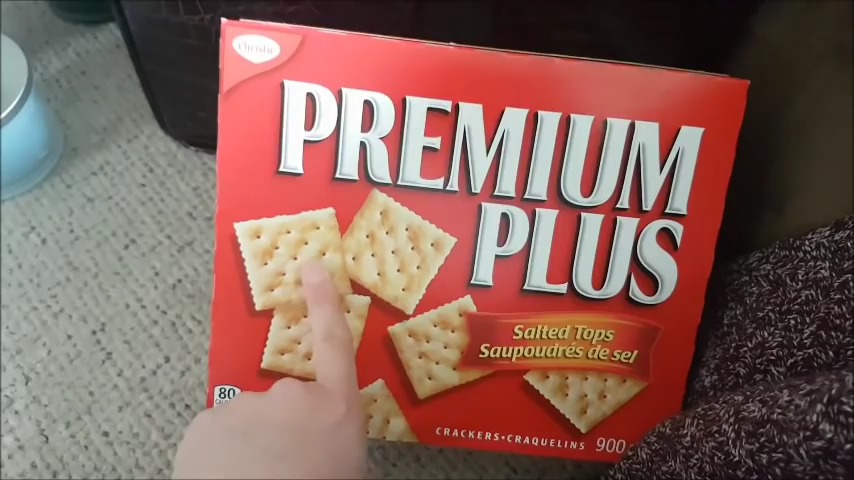 Christie
PREMIUM
PLUS
Salted Tops
Saupoudrés de sel
80
CRACKERS • CRAQUELINS
900